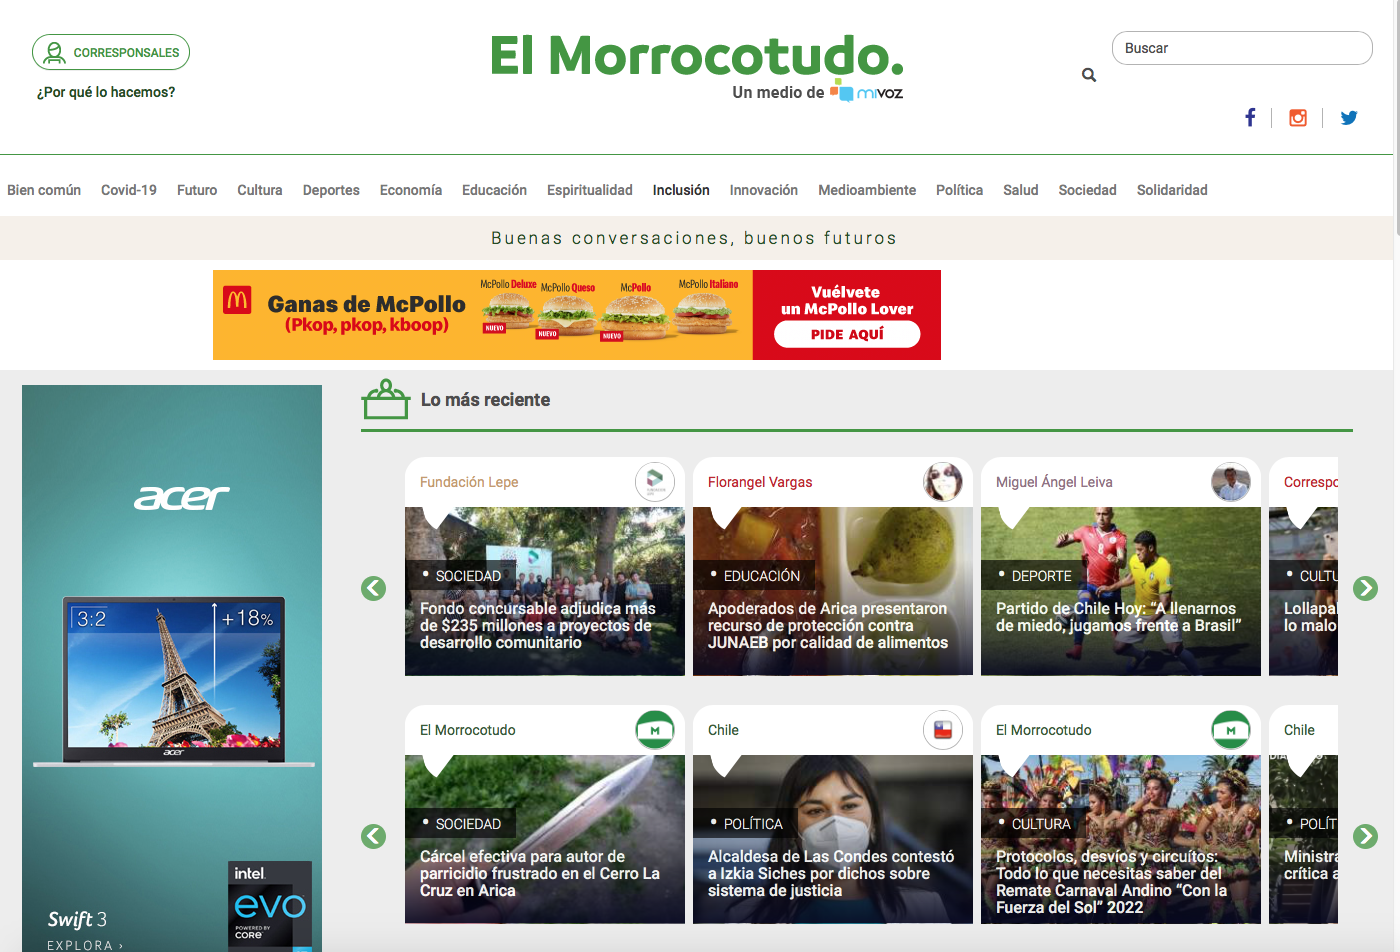 CORRESPONSALES
¿Por qué lo hacemos?
El Morrocotudo.
Un medio de mivoz
Buscar
Bien común Covid-19 Futuro Cultura Deportes Economía Educación Espiritualidad Inclusión Innovación Medioambiente Política Salud Sociedad Solidaridad
Buenas conversaciones, buenos futuros
Ganas de McPollo
(Pkop, pkop, kboop)
McPollo Deluxe McPollo Queso McPollo McPollo Italiano
NUEVO NUEVO NUEVO
Vuélvete
un McPollo Lover
PIDE AQUÍ
acer
3:2 +18%
acer
Swift 3
EXPLORA ›
intel.
evo
POWERED BY
CORE
Lo más reciente
Fundación Lepe
SOCIEDAD
Fondo concursable adjudica más
de $235 millones a proyectos de
desarrollo comunitario
Florangel Vargas
EDUCACIÓN
Apoderados de Arica presentaron
recurso de protección contra
JUNAEB por calidad de alimentos
Miguel Ángel Leiva
DEPORTE
Partido de Chile Hoy: “A llenarnos
de miedo, jugamos frente a Brasil”
Correspo
CULTU
Lollapal
lo malo
El Morrocotudo
M
SOCIEDAD
Cárcel efectiva para autor de
parricidio frustrado en el Cerro La
Cruz en Arica
Chile
POLÍTICA
Alcaldesa de Las Condes contestó
a Izkia Siches por dichos sobre
sistema de justicia
El Morrocotudo
M
CULTURA
Protocolos, desvíos y circuítos:
Todo lo que necesitas saber del
Remate Carnaval Andino “Con la
Fuerza del Sol” 2022
Chile
POLÍT
Ministra
crítica a